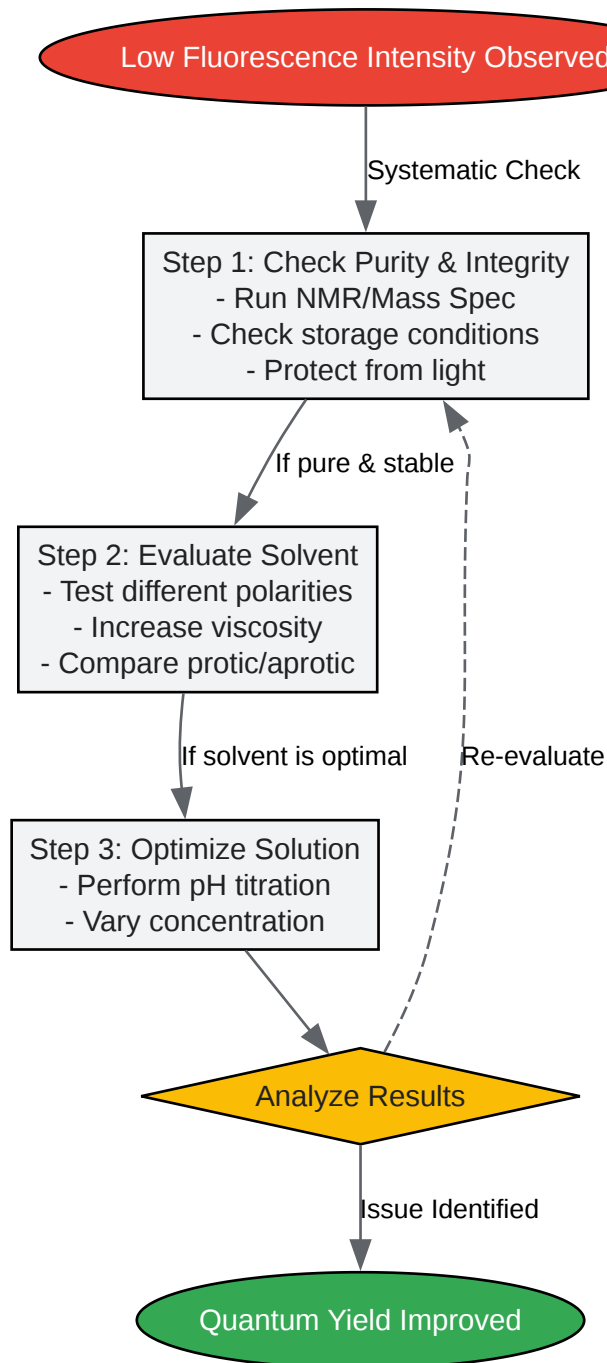 Low Fluorescence Intensity Observed
Systematic Check
Step 1: Check Purity & Integrity
- Run NMR/Mass Spec
- Check storage conditions
- Protect from light
If pure & stable
Step 2: Evaluate Solvent
- Test different polarities
- Increase viscosity
- Compare protic/aprotic
If solvent is optimal
Re-evaluate
Step 3: Optimize Solution
- Perform pH titration
- Vary concentration
Analyze Results
Issue Identified
Quantum Yield Improved